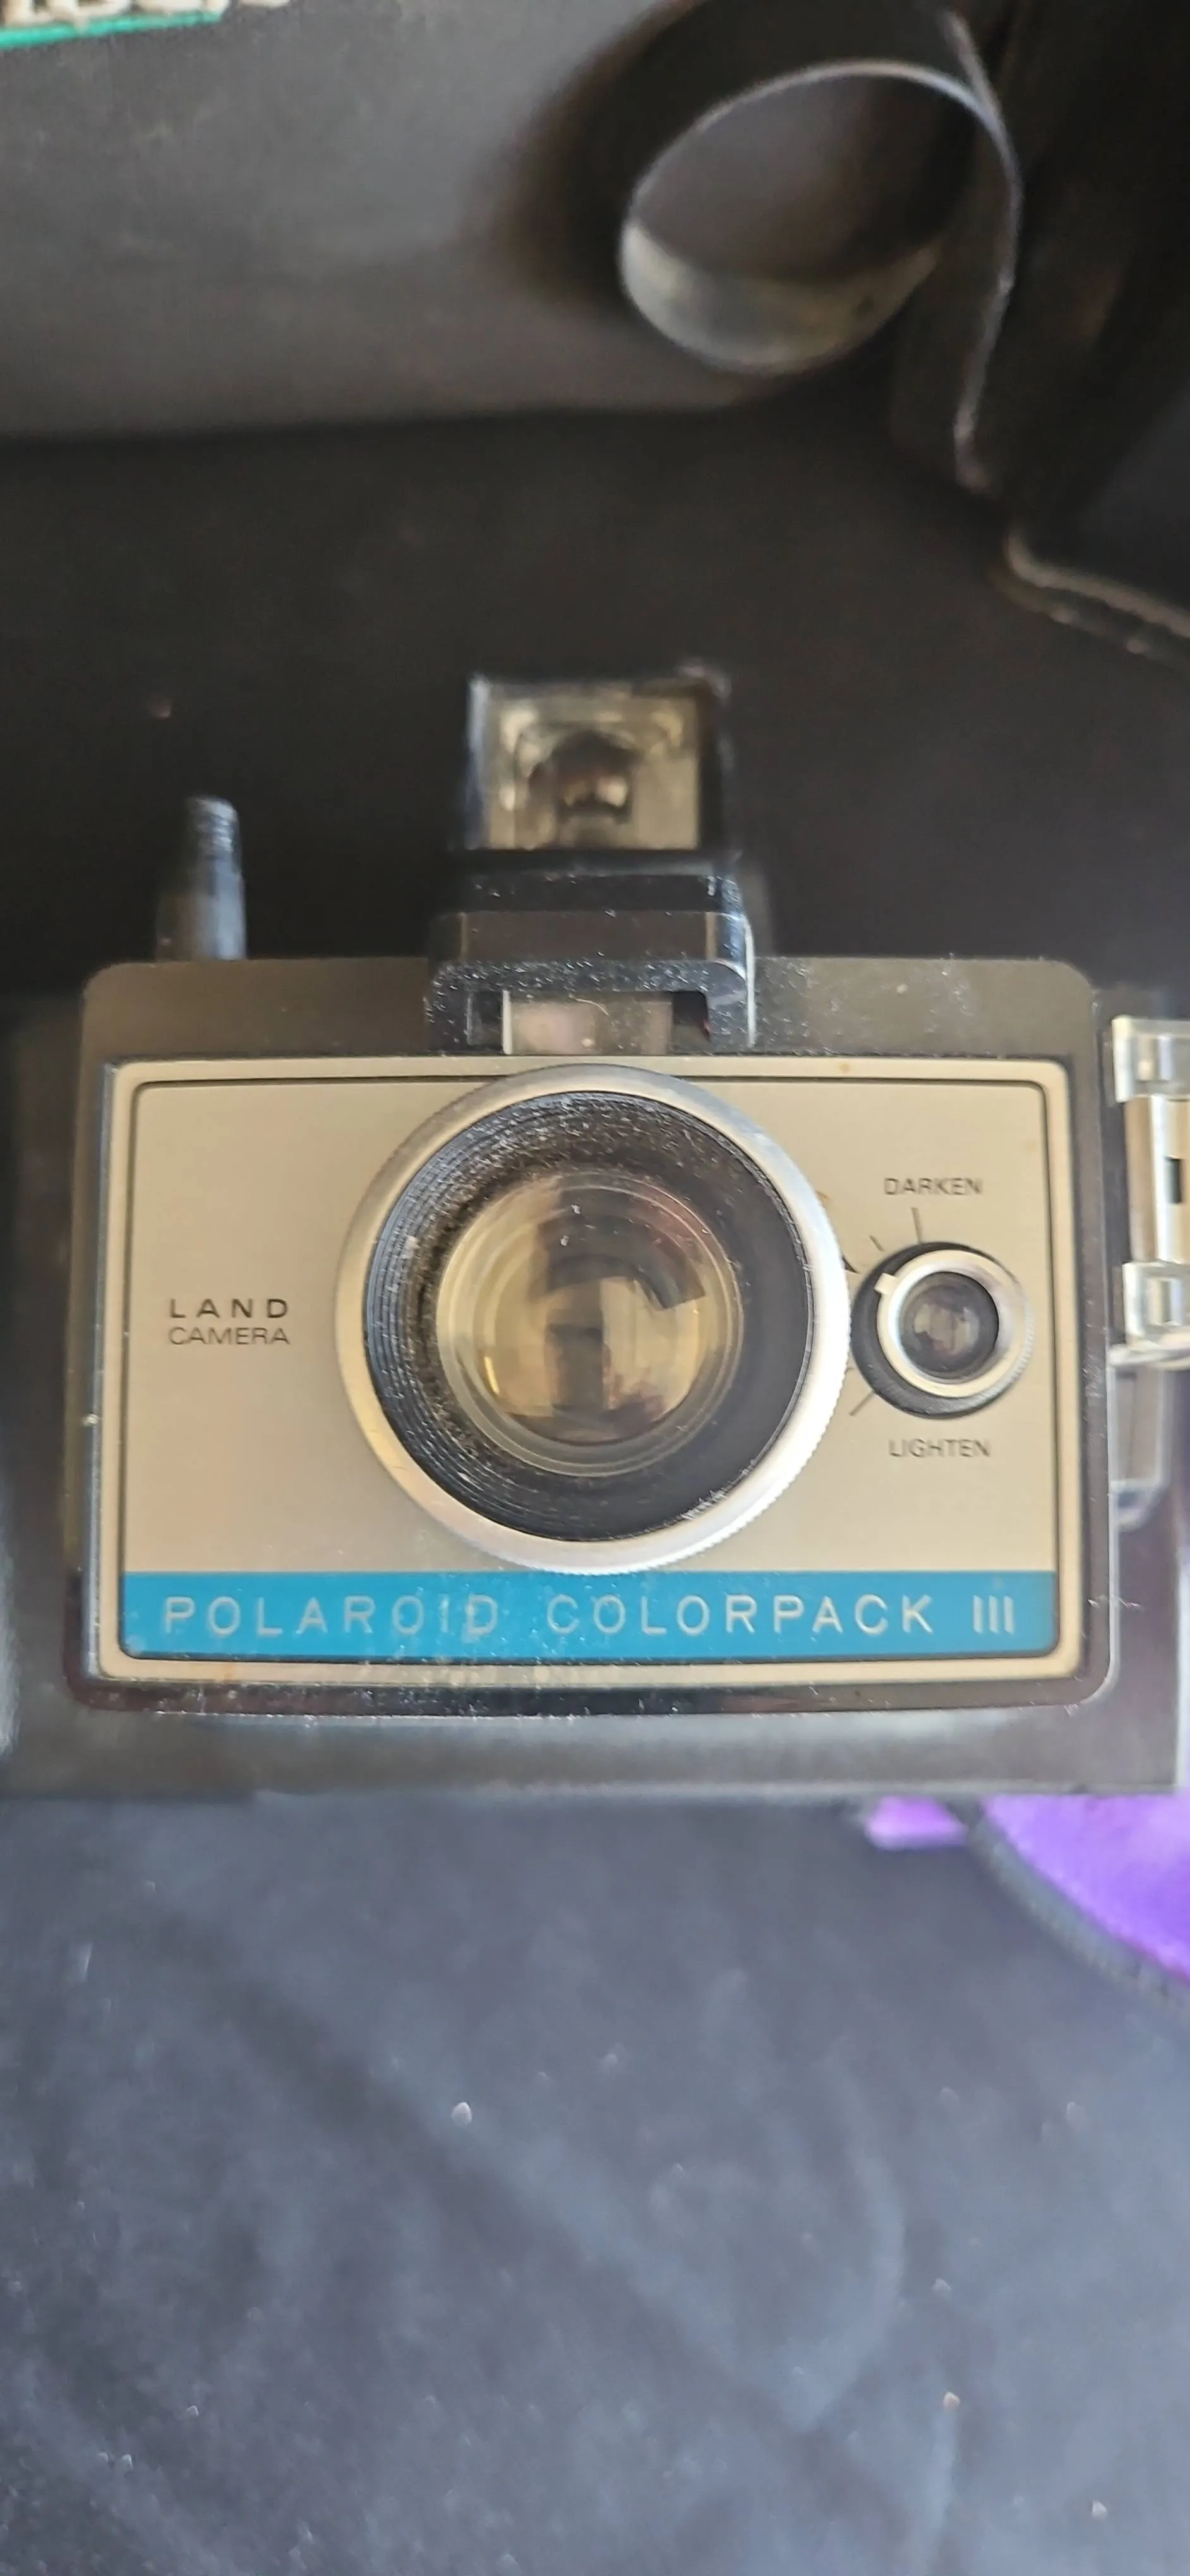 DARKEN
LAND
CAMERA
LIGHTEN
POLAROID COLORPACK III